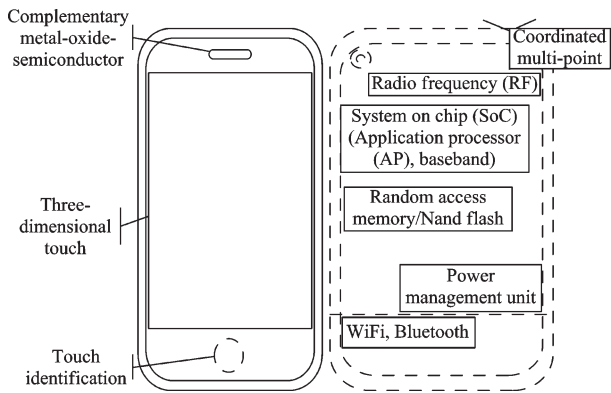 Complementary
metal-oxide-
semiconductor
Three-
dimensional
touch
Touch
identification
Coordinated
multi-point
Radio frequency (RF)
System on chip (SoC)
(Application processor
(AP), baseband)
Random access
memory/Nand flash
Power
management unit
WiFi, Bluetooth